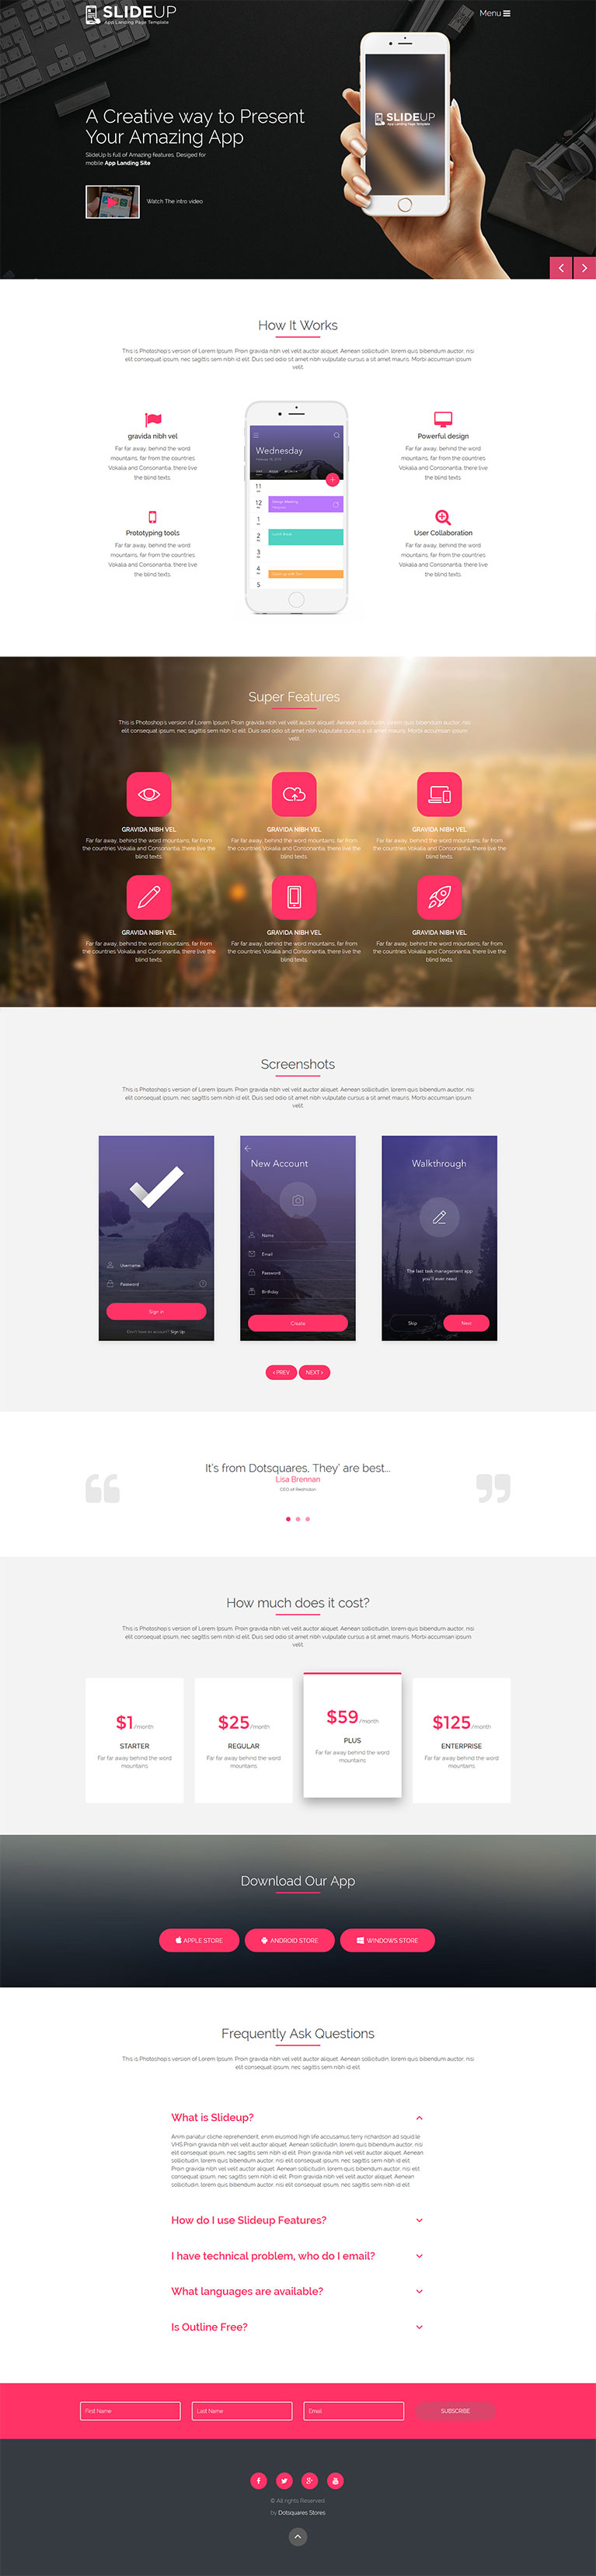 SLIDEUP
App Landing Page Template
Menu
A Creative way to Present
Your Amazing App
SlideUp Is full of Amazing features, Desiged for
mobile App Landing Site
Watch The intro video
SLIDEUP
App Landing Page Template
How It Works
This is Photoshop's version of Lorem Ipsum. Proin gravida nibh vel velit auctor aliquet. Aenean sollicitudin, lorem quis bibendum auctor, nisi
elit consequat ipsum, nec sagittis sem nibh id elit. Duis sed odio sit amet nibh vulputate cursus a sit amet mauris. Morbi accumsan ipsum
velit.
gravida nibh vel
Far far away, behind the word
mountains, far from the countries
Vokalia and Consonantia, there live
the blind texts.
Prototyping tools
Far far away, behind the word
mountains, far from the countries
Vokalia and Consonantia, there live
the blind texts.
Wednesday
11
12
1
2
3
4
5
Powerful design
Far far away, behind the word
mountains, far from the countries
Vokalia and Consonantia, there live
the blind texts.
User Collaboration
Far far away, behind the word
mountains, far from the countries
Vokalia and Consonantia, there live
the blind texts.
Super Features
This is Photoshop's version of Lorem Ipsum. Proin gravida nibh vel velit auctor aliquet. Aenean sollicitudin, lorem quis bibendum auctor, nisi
elit consequat ipsum, nec sagittis sem nibh id elit. Duis sed odio sit amet nibh vulputate cursus a sit amet mauris. Morbi accumsan ipsum
velit.
GRAVIDA NIBH VEL
Far far away, behind the word mountains, far from
the countries Vokalia and Consonantia, there live the
blind texts.
GRAVIDA NIBH VEL
Far far away, behind the word mountains, far from
the countries Vokalia and Consonantia, there live the
blind texts.
GRAVIDA NIBH VEL
Far far away, behind the word mountains, far from
the countries Vokalia and Consonantia, there live the
blind texts.
GRAVIDA NIBH VEL
Far far away, behind the word mountains, far from
the countries Vokalia and Consonantia, there live the
blind texts.
GRAVIDA NIBH VEL
Far far away, behind the word mountains, far from
the countries Vokalia and Consonantia, there live the
blind texts.
GRAVIDA NIBH VEL
Far far away, behind the word mountains, far from
the countries Vokalia and Consonantia, there live the
blind texts.
Screenshots
This is Photoshop's version of Lorem Ipsum. Proin gravida nibh vel velit auctor aliquet. Aenean sollicitudin, lorem quis bibendum auctor, nisi
elit consequat ipsum, nec sagittis sem nibh id elit. Duis sed odio sit amet nibh vulputate cursus a sit amet mauris. Morbi accumsan ipsum
velit.
Username
Password
Sign in
Don't have an account? Sign Up
New Account
Name
Email
Password
Birthday
Create
Walkthrough
The last task management app
you'll ever need
Skip
Next
‹ PREV
NEXT ›
It's from Dotsquares. They' are best...
Lisa Brennan
“
”
How much does it cost?
This is Photoshop's version of Lorem Ipsum. Proin gravida nibh vel velit auctor aliquet. Aenean sollicitudin, lorem quis bibendum auctor, nisi
elit consequat ipsum, nec sagittis sem nibh id elit. Duis sed odio sit amet nibh vulputate cursus a sit amet mauris. Morbi accumsan ipsum
velit.
$1/month
STARTER
Far far away behind the word
mountains
$25/month
REGULAR
Far far away behind the word
mountains
$59/month
PLUS
Far far away behind the word
mountains
$125/month
ENTERPRISE
Far far away behind the word
mountains
Download Our App
APPLE STORE
ANDROID STORE
WINDOWS STORE
Frequently Ask Questions
This is Photoshop's version of Lorem Ipsum. Proin gravida nibh vel velit auctor aliquet. Aenean sollicitudin, lorem quis bibendum auctor, nisi
elit consequat ipsum, nec sagittis sem nibh id elit
What is Slideup?
Anim pariatur cliche reprehenderit, enim eiusmod high life accusamus terry richardson ad squid.le
VHS.Proin gravida nibh vel velit auctor aliquet. Aenean sollicitudin, lorem quis bibendum auctor, nisi
elit consequat ipsum, nec sagittis sem nibh id elit. Proin gravida nibh vel velit auctor aliquet. Aenean
sollicitudin, lorem quis bibendum auctor, nisi elit consequat ipsum, nec sagittis sem nibh id elit
Proin gravida nibh vel velit auctor aliquet. Aenean sollicitudin, lorem quis bibendum auctor, nisi elit
consequat ipsum, nec sagittis sem nibh id elit. Proin gravida nibh vel velit auctor aliquet. Aenean
sollicitudin, lorem quis bibendum auctor, nisi elit consequat ipsum, nec sagittis sem nibh id elit
How do I use Slideup Features?
I have technical problem, who do I email?
What languages are available?
Is Outline Free?
First Name
Last Name
Email
SUBSCRIBE
© All rights Reserved.
by Dotsquares Stores